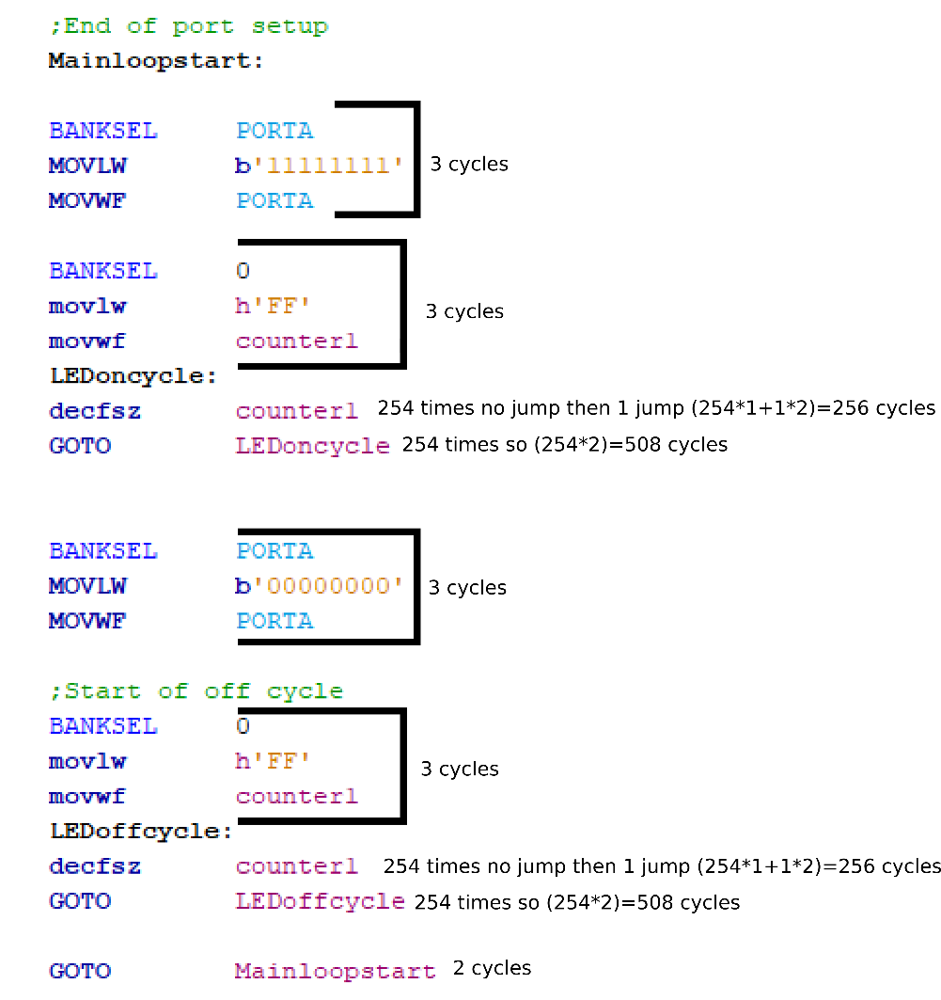 ;End of port setup
Mainloopstart:
BANKSEL PORTA
MOVLW b'11111111' 3 cycles
MOVWF PORTA
BANKSEL 0
movlw h'FF' 3 cycles
movwf counter1
LEDoncycle:
decfsz counter1 254 times no jump then 1 jump (254*1+1*2)=256 cycles
GOTO LEDoncycle 254 times so (254*2)=508 cycles
BANKSEL PORTA
MOVLW b'00000000' 3 cycles
MOVWF PORTA
;Start of off cycle
BANKSEL 0
movlw h'FF' 3 cycles
movwf counter1
LEDoffcycle:
decfsz counter1 254 times no jump then 1 jump (254*1+1*2)=256 cycles
GOTO LEDoffcycle 254 times so (254*2)=508 cycles
GOTO Mainloopstart 2 cycles